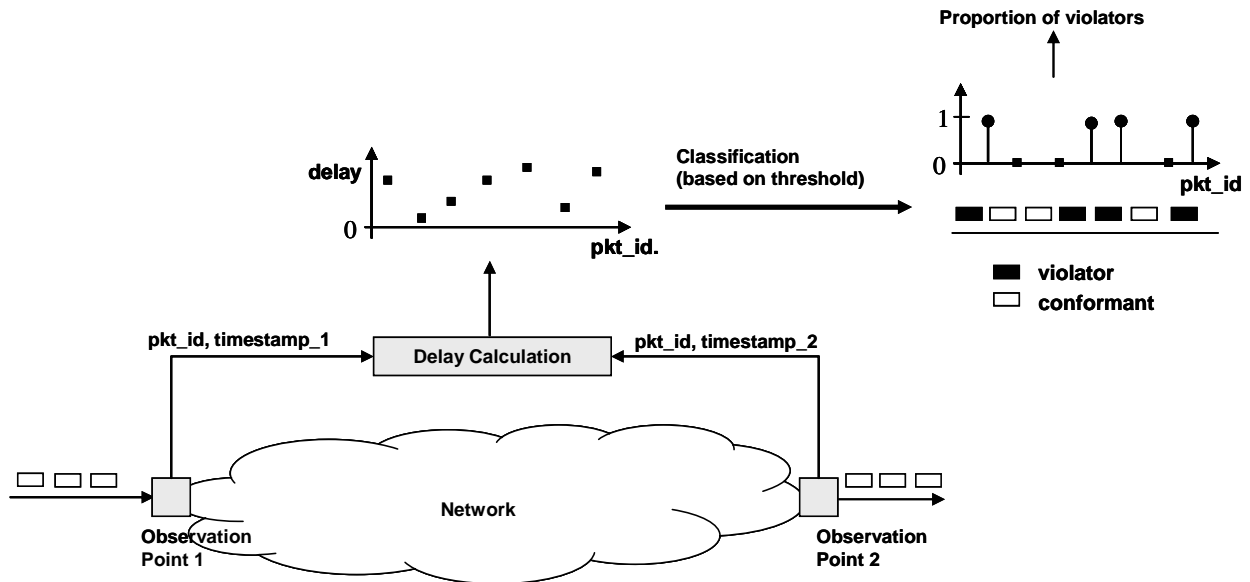 Proportion of violators
1
0
pkt_id
delay
0
pkt_id.
Classification
(based on threshold)
violator
conformant
pkt_id, timestamp_1
Delay Calculation
pkt_id, timestamp_2
Network
Observation
Point 1
Observation
Point 2